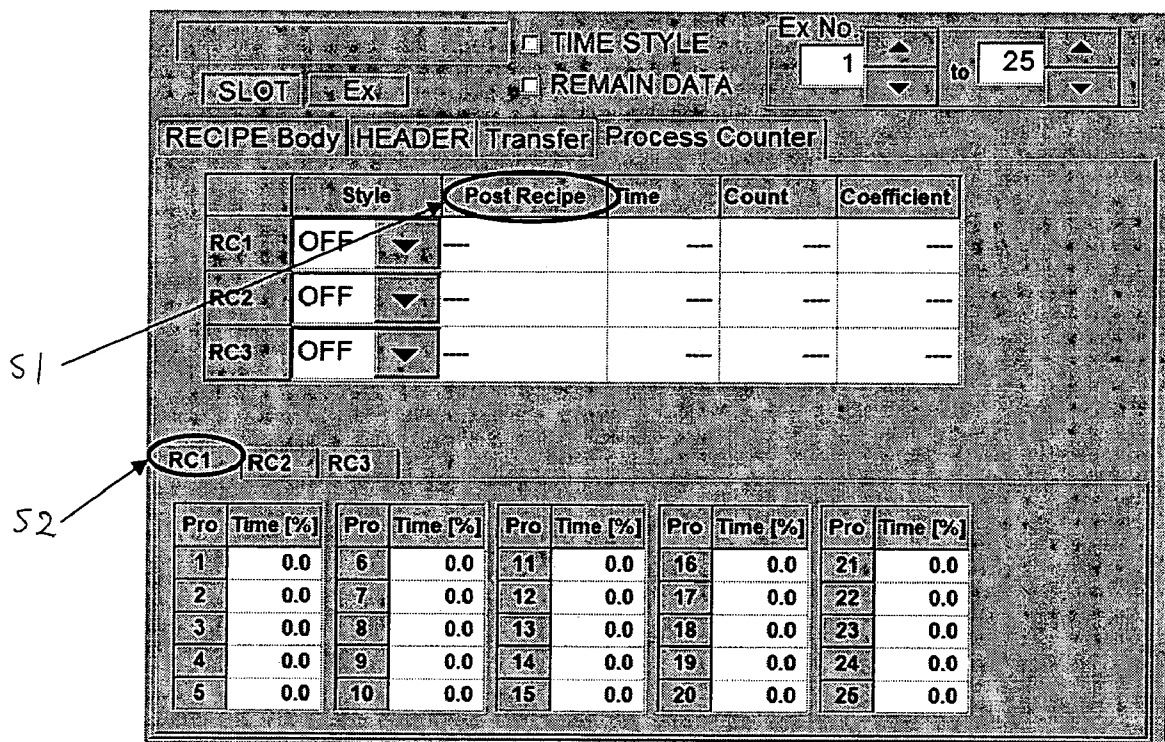 TIME STYLE
Ex No.
1 to 25
SLOT Ex REMAIN DATA
RECIPE Body HEADER Transfer Process Counter
Style Post Recipe Time Count Coefficient
RC1 OFF --- --- --- ---
RC2 OFF --- --- --- ---
RC3 OFF --- --- --- ---
S1
RC1 RC2 RC3
S2
Pro Time [%] Pro Time [%] Pro Time [%] Pro Time [%] Pro Time [%]
1 0.0 6 0.0 11 0.0 16 0.0 21 0.0
2 0.0 7 0.0 12 0.0 17 0.0 22 0.0
3 0.0 8 0.0 13 0.0 18 0.0 23 0.0
4 0.0 9 0.0 14 0.0 19 0.0 24 0.0
5 0.0 10 0.0 15 0.0 20 0.0 25 0.0